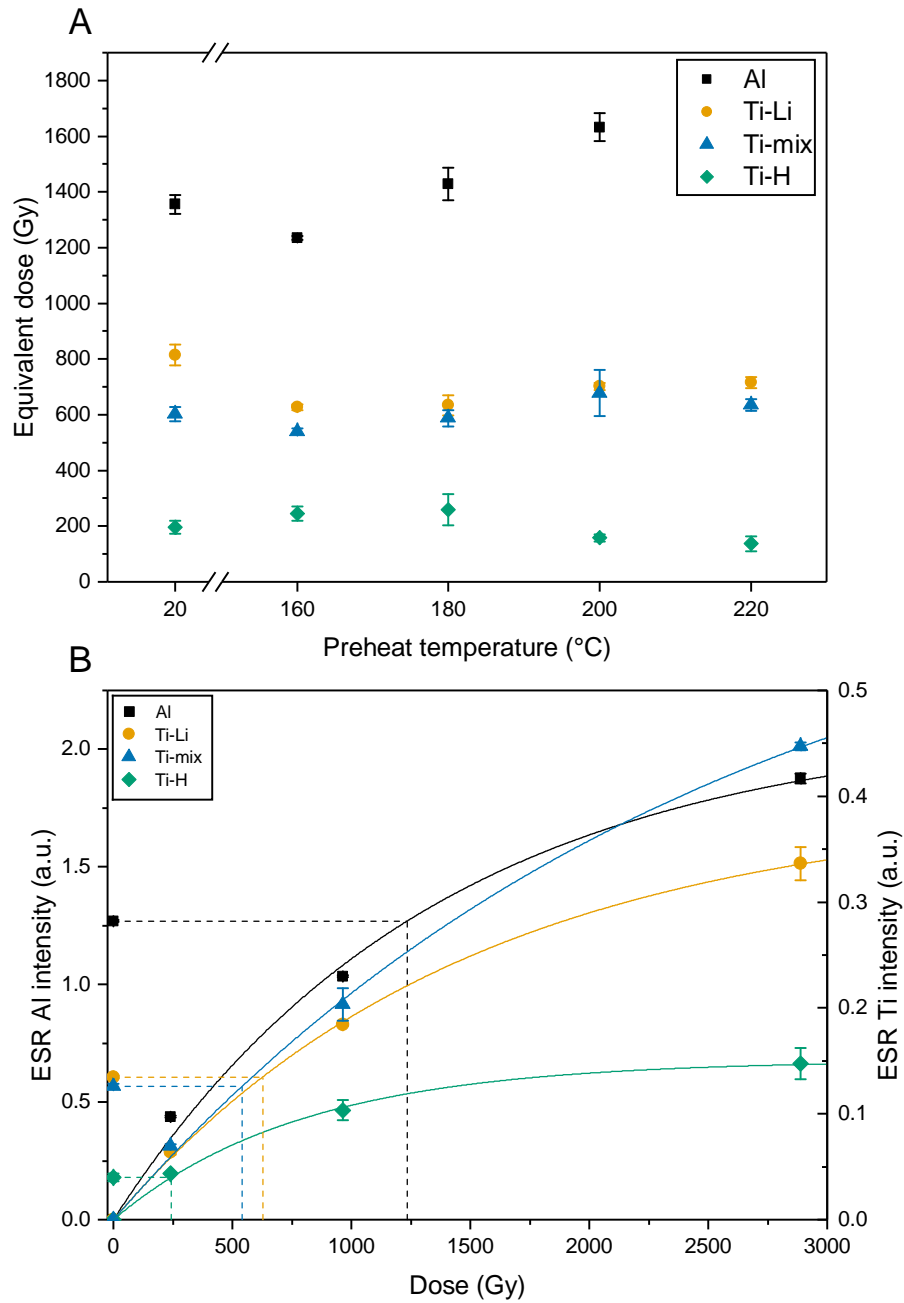 A
Al
Ti-Li
Ti-mix
Ti-H
Equivalent dose (Gy)
1800
1600
1400
1200
1000
800
600
400
200
0
20 160 180 200 220
Preheat temperature (°C)
B
Al
Ti-Li
Ti-mix
Ti-H
ESR Al intensity (a.u.)
2.0
1.5
1.0
0.5
0.0
ESR Ti intensity (a.u.)
0.5
0.4
0.3
0.2
0.1
0.0
0 500 1000 1500 2000 2500 3000
Dose (Gy)